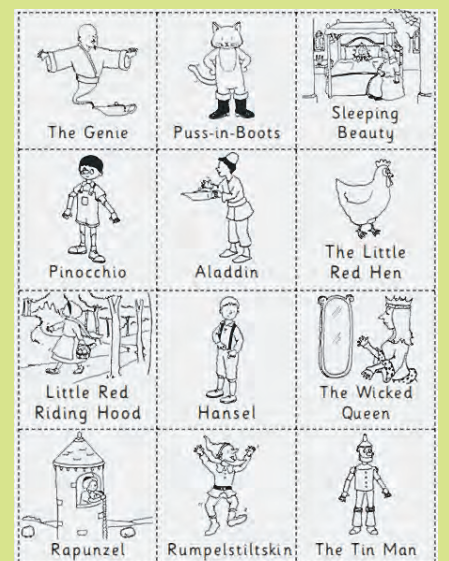 The Genie
Puss-in-Boots
Sleeping
Beauty
Pinocchio
Aladdin
The Little
Red Hen
Little Red
Riding Hood
Hansel
The Wicked
Queen
Rapunzel
Rumpelstiltskin
The Tin Man